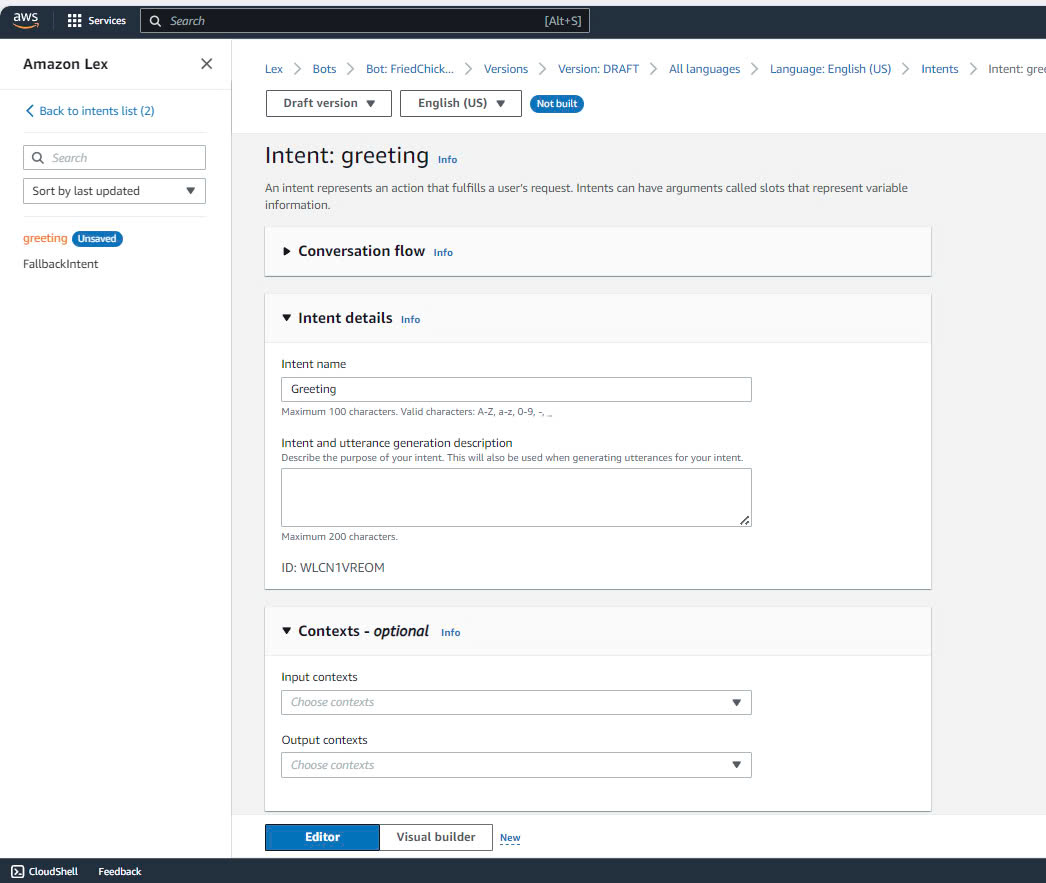 aws Services Search [Alt+S]
Amazon Lex
Back to intents list (2)
Search
Sort by last updated
greeting Unsaved
FallbackIntent
Lex Bots Bot: FriedChick... Versions Version: DRAFT All languages Language: English (US) Intents Intent: gree
Draft version English (US) Not built
Intent: greeting Info
An intent represents an action that fulfills a user's request. Intents can have arguments called slots that represent variable
information.
Conversation flow Info
Intent details Info
Intent name
Greeting
Maximum 100 characters. Valid characters: A-Z, a-z, 0-9, -, _
Intent and utterance generation description
Describe the purpose of your intent. This will also be used when generating utterances for your intent.
Maximum 200 characters.
ID: WLCN1VREOM
Contexts - optional Info
Input contexts
Choose contexts
Output contexts
Choose contexts
Editor Visual builder New
CloudShell Feedback